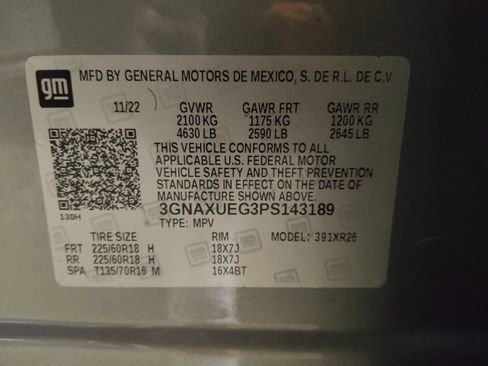 gm
MFD BY GENERAL MOTORS DE MEXICO, S. DE R.L. DE C.V.
11/22 GVWR GAWR FRT GAWR RR
2100 KG 1175 KG 1200 KG
4630 LB 2590 LB 2645 LB
THIS VEHICLE CONFORMS TO ALL
APPLICABLE U.S. FEDERAL MOTOR
VEHICLE SAFETY AND THEFT PREVENTION
STANDARDS IN EFFECT ON THE DATE OF
MANUFACTURE SHOWN ABOVE.
130H 3GNAXUEG3PS143189
TYPE: MPV
TIRE SIZE RIM MODEL: 391XR26
FRT 225/60R18 H 18X7J
RR 225/60R18 H 18X7J
SPA T135/70R16 M 16X4BT